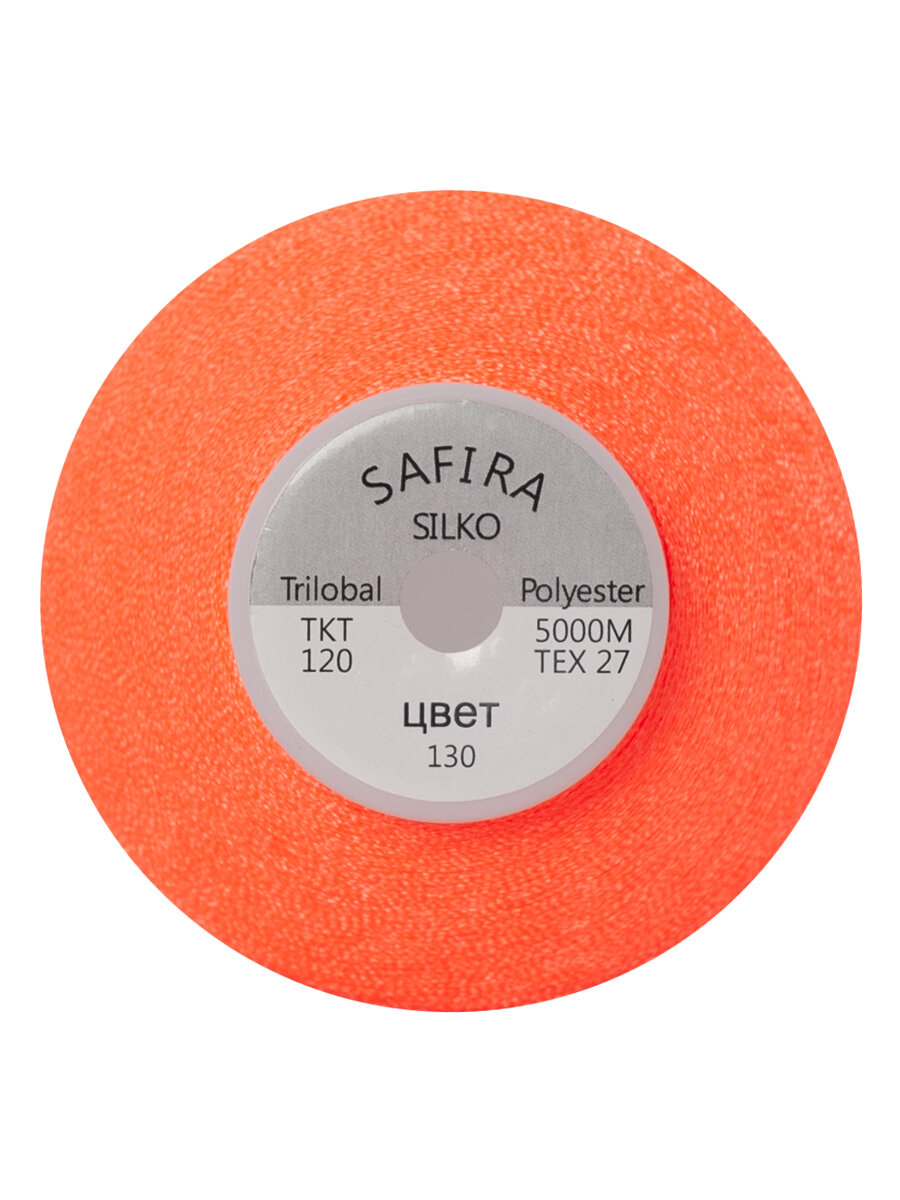 SAFIRA
SILKO
Trilobal Polyester
TKT 5000M
120 TEX 27
цвет
130